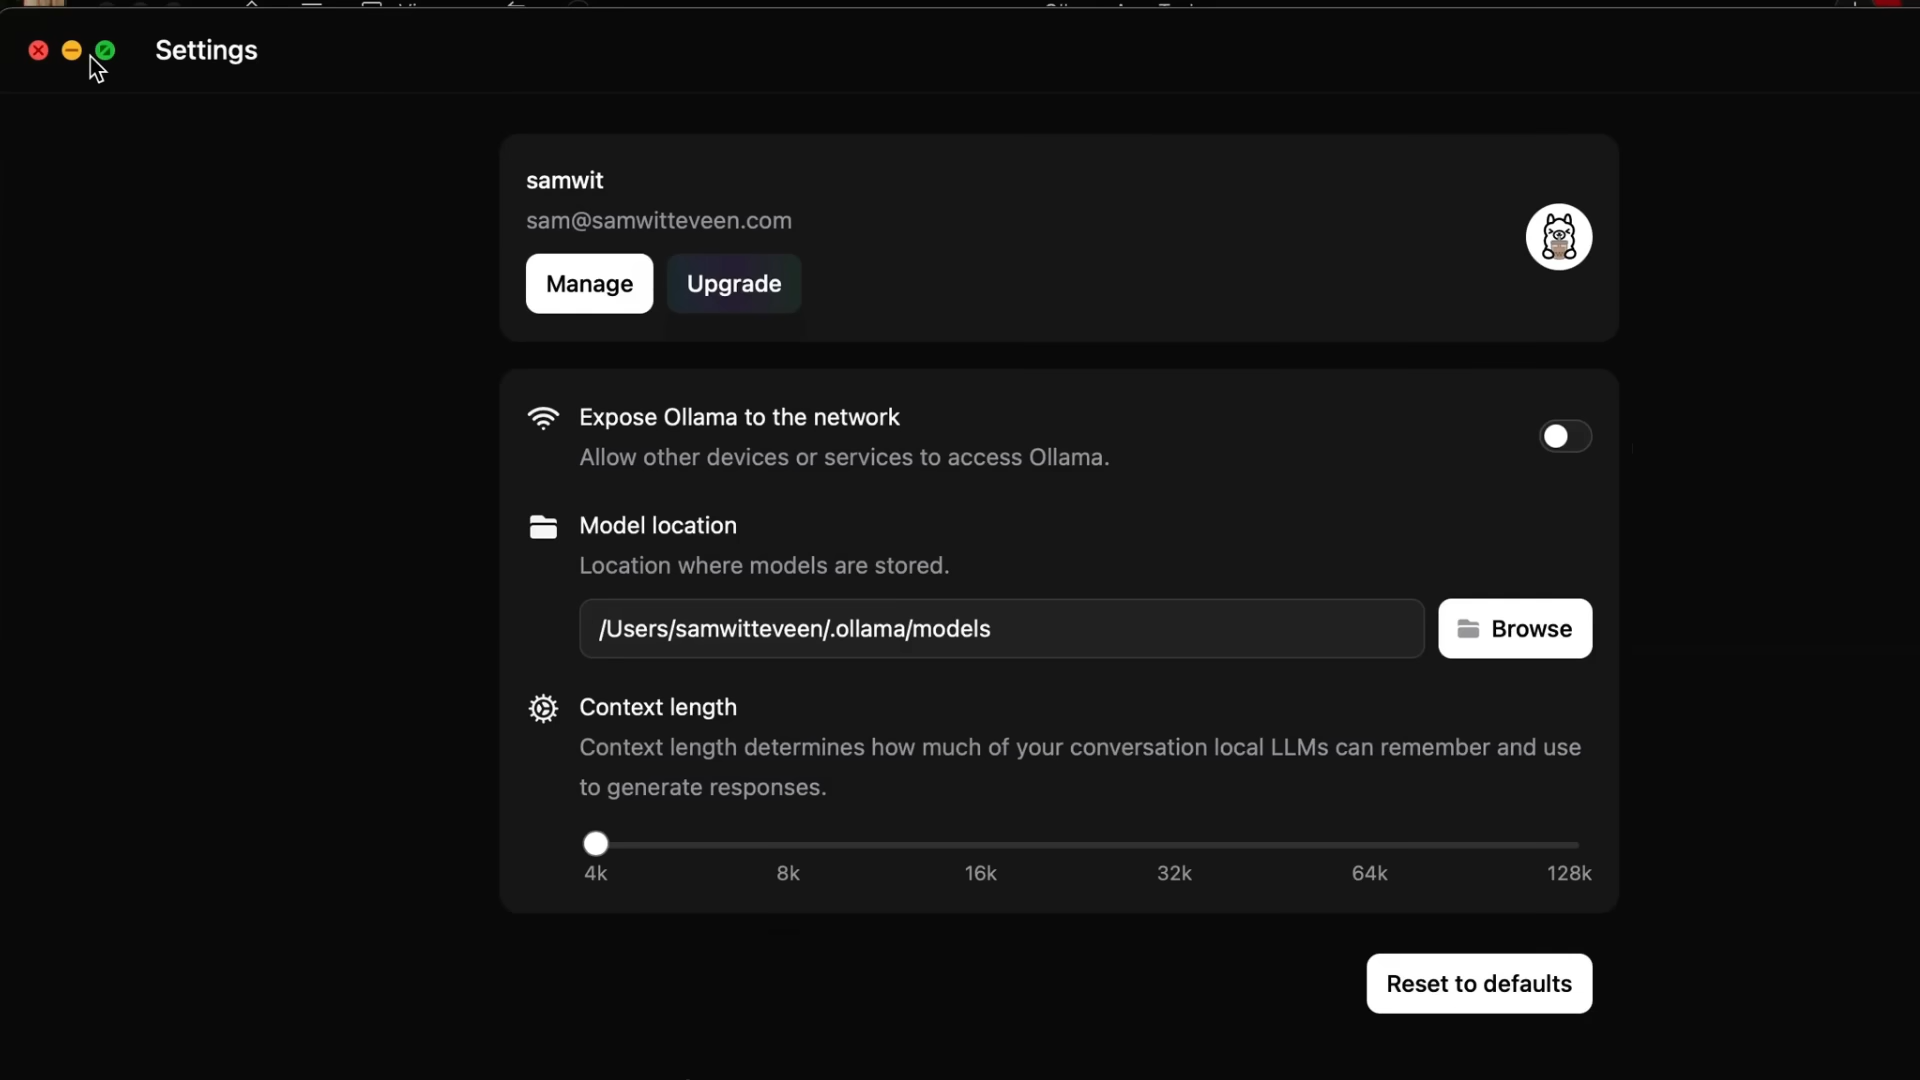 Settings
samwit
sam@samwitteveen.com
Manage
Upgrade
Expose Ollama to the network
Allow other devices or services to access Ollama.
Model location
Location where models are stored.
/Users/samwitteveen/.ollama/models
Browse
Context length
Context length determines how much of your conversation local LLMs can remember and use
to generate responses.
4k 8k 16k 32k 64k 128k
Reset to defaults